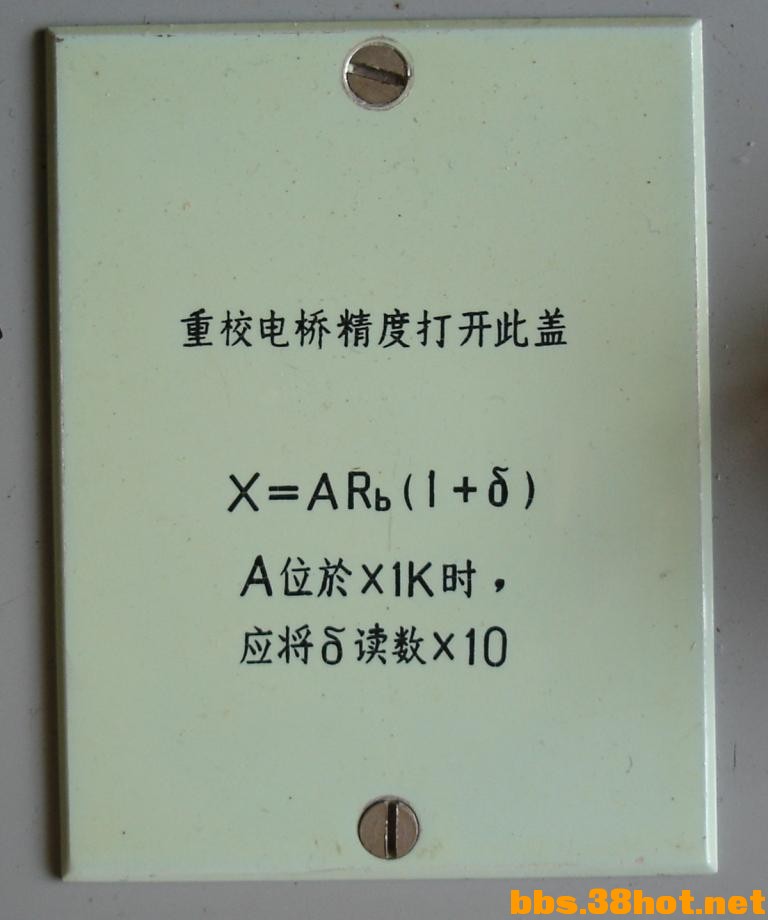 重校电桥精度打开此盖
X=ARb(1+δ)
A位於×1K时，
应将δ读数×10
bbs.38hot.net